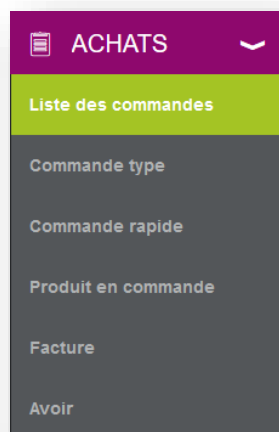 ACHATS
Liste des commandes
Commande type
Commande rapide
Produit en commande
Facture
Avoir